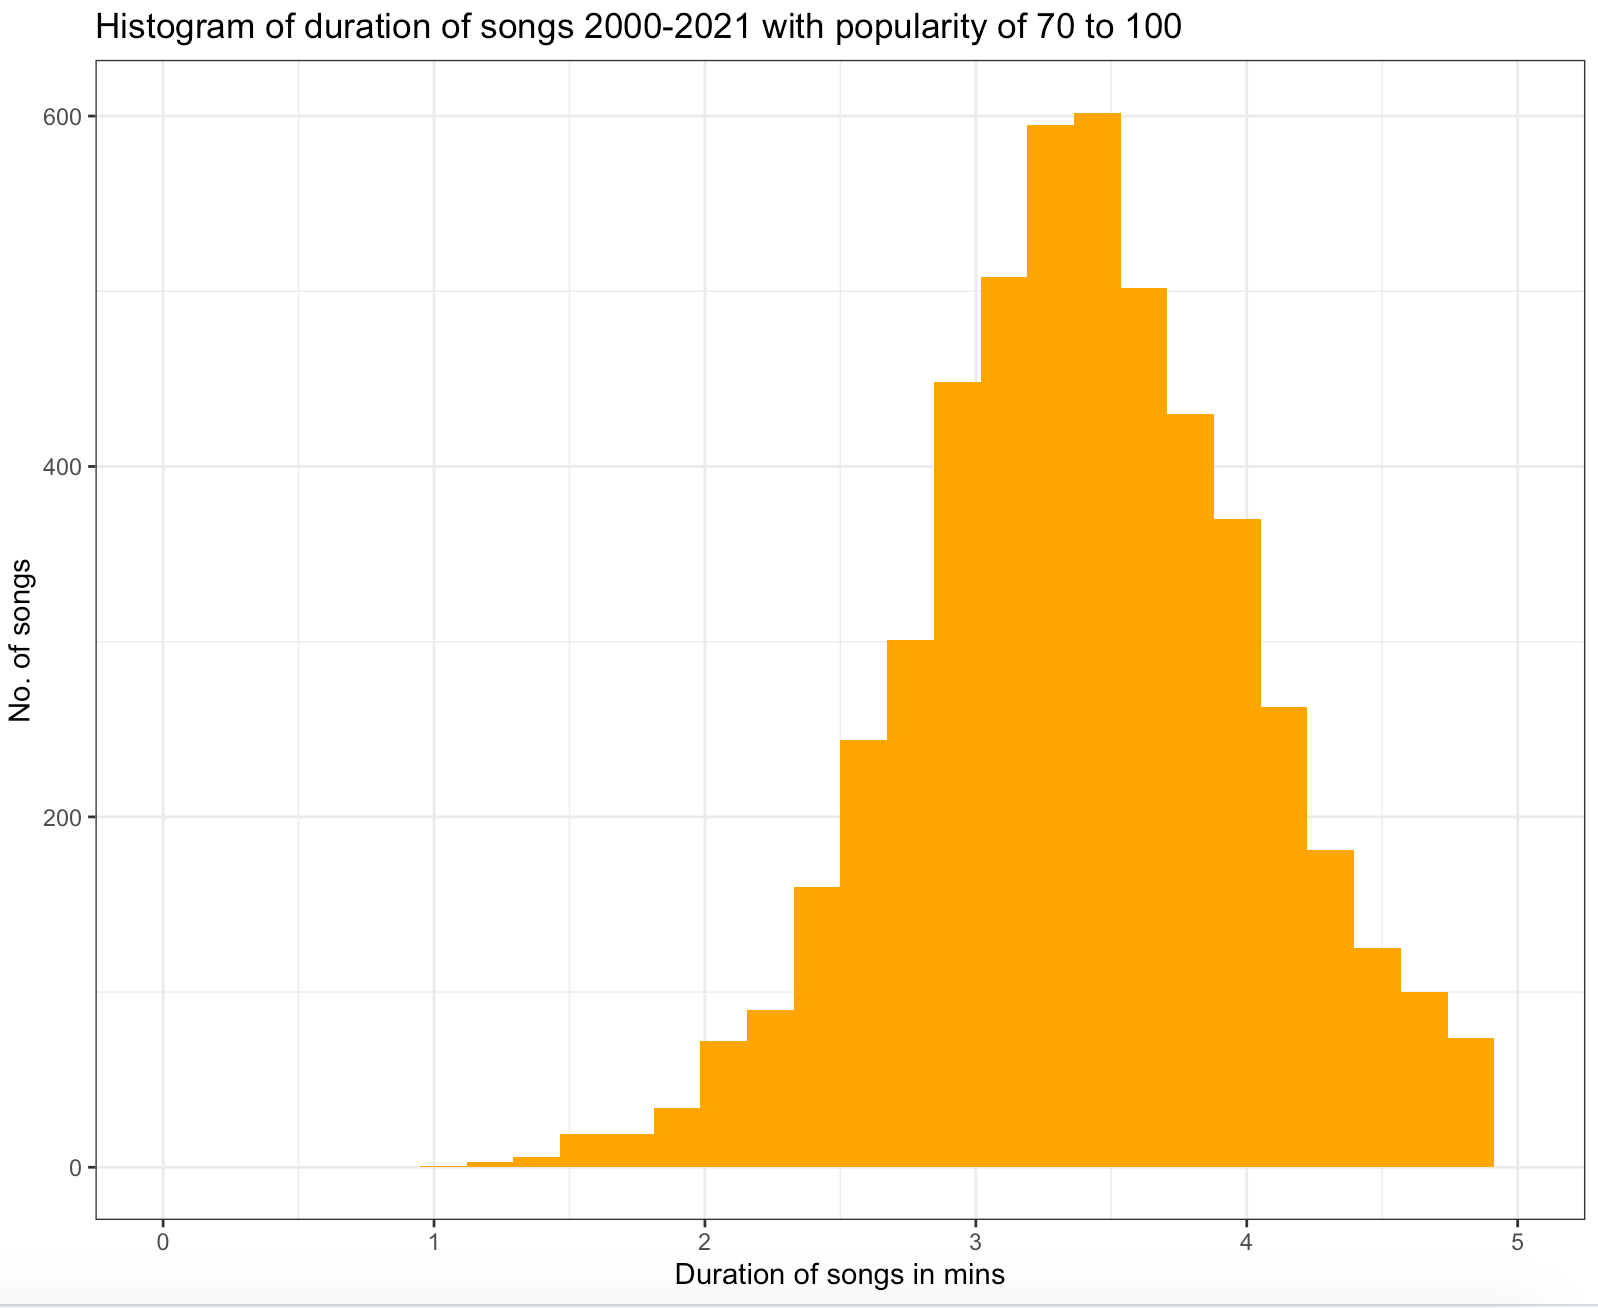 Histogram of duration of songs 2000-2021 with popularity of 70 to 100
600
400
200
0
No. of songs
0 1 2 3 4 5
Duration of songs in mins